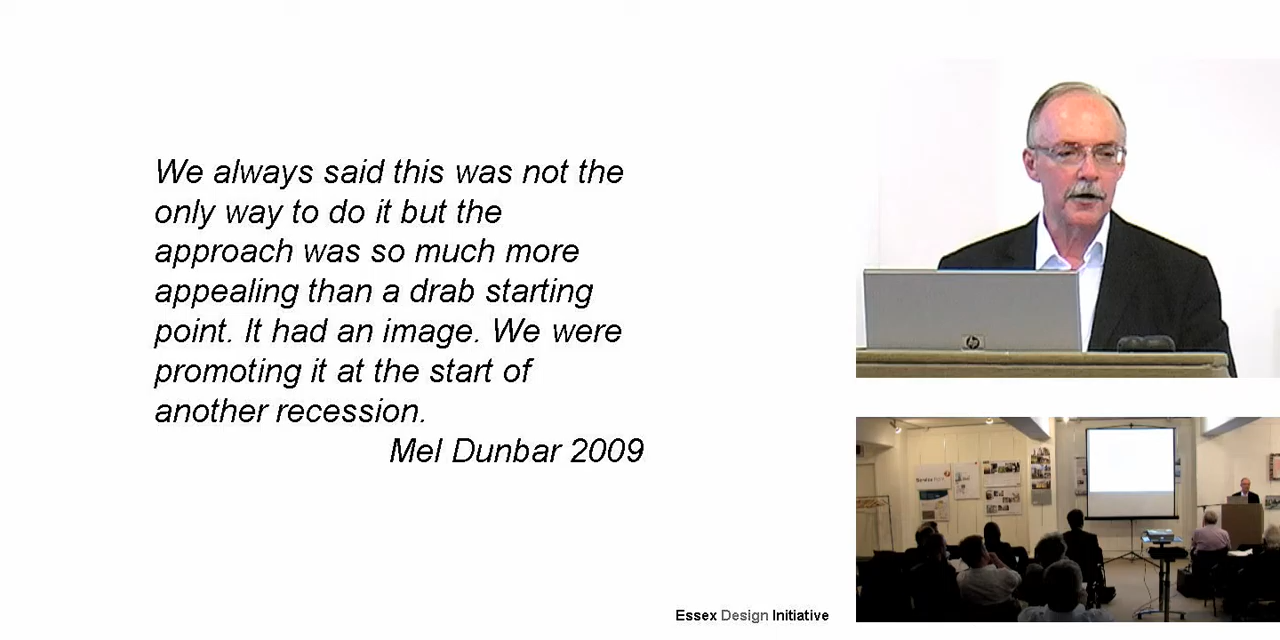 We always said this was not the
only way to do it but the
approach was so much more
appealing than a drab starting
point. It had an image. We were
promoting it at the start of
another recession.
Mel Dunbar 2009
Essex Design Initiative
hp